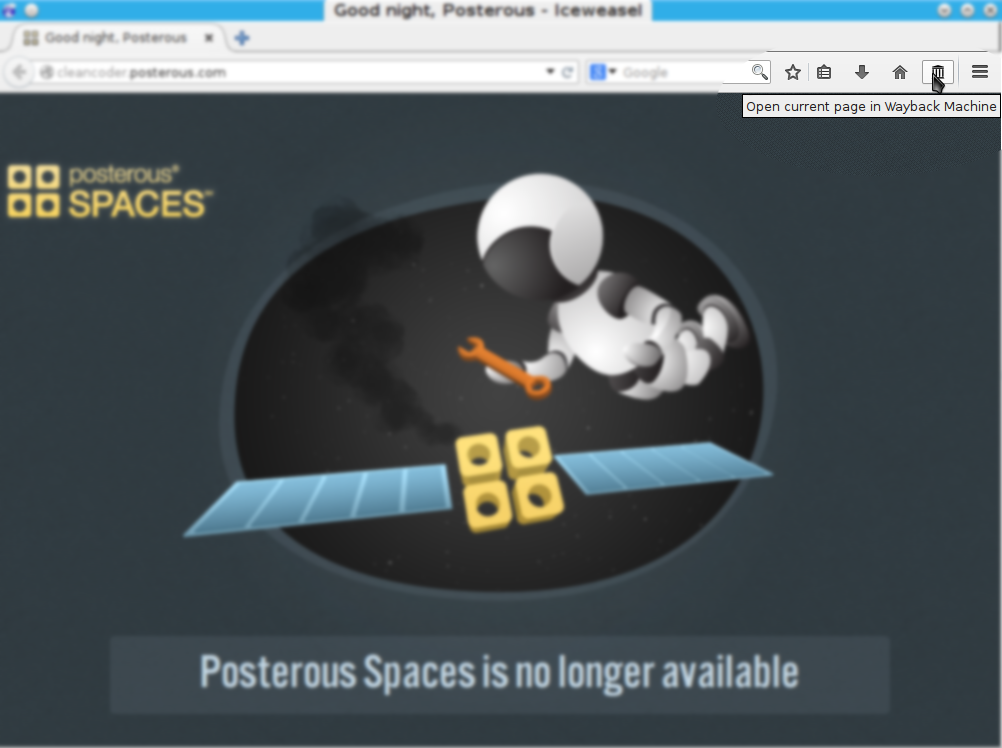 Good night, Posterous - Iceweasel
Good night, Posterous
cleancoder.posterous.com
Google
Open current page in Wayback Machine
posterous
SPACES™
Posterous Spaces is no longer available